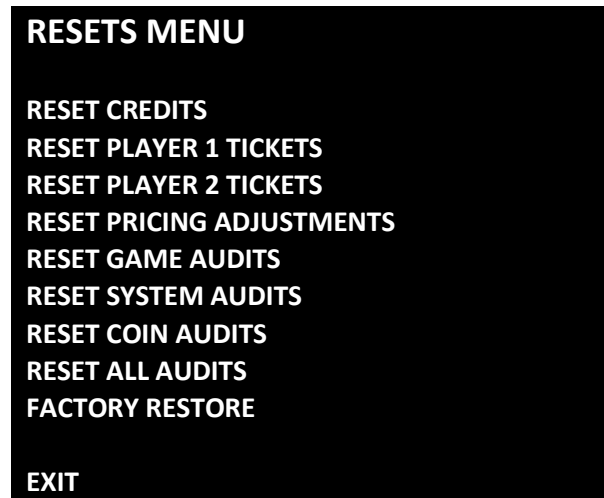 RESETS MENU
RESET CREDITS
RESET PLAYER 1 TICKETS
RESET PLAYER 2 TICKETS
RESET PRICING ADJUSTMENTS
RESET GAME AUDITS
RESET SYSTEM AUDITS
RESET COIN AUDITS
RESET ALL AUDITS
FACTORY RESTORE
EXIT